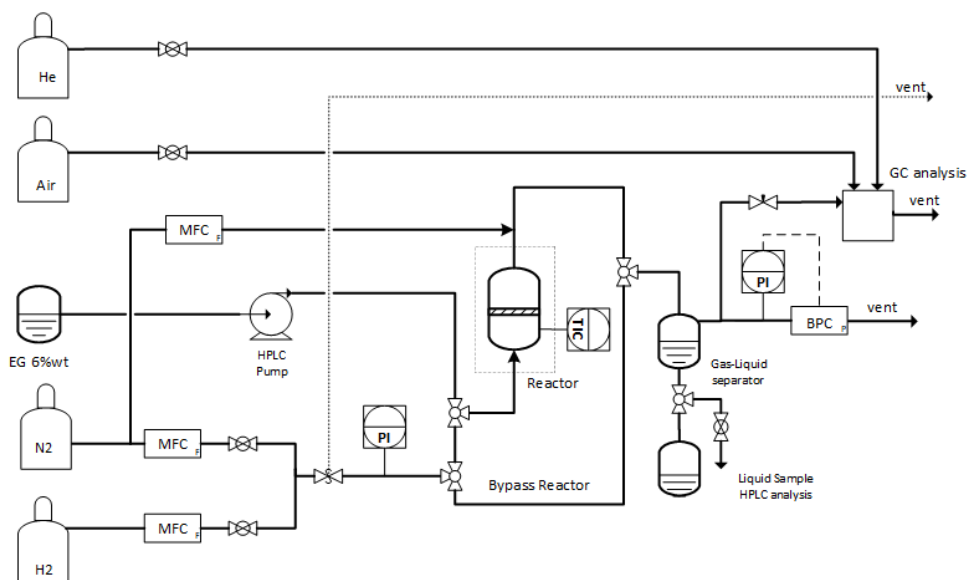 He
vent
Air
GC analysis
vent
MFC
F
PI
TIC
BPC
P
vent
EG 6%wt
HPLC
Pump
Reactor
Gas-Liquid
separator
N2
MFC
F
PI
Bypass Reactor
Liquid Sample
HPLC analysis
MFC
F
H2